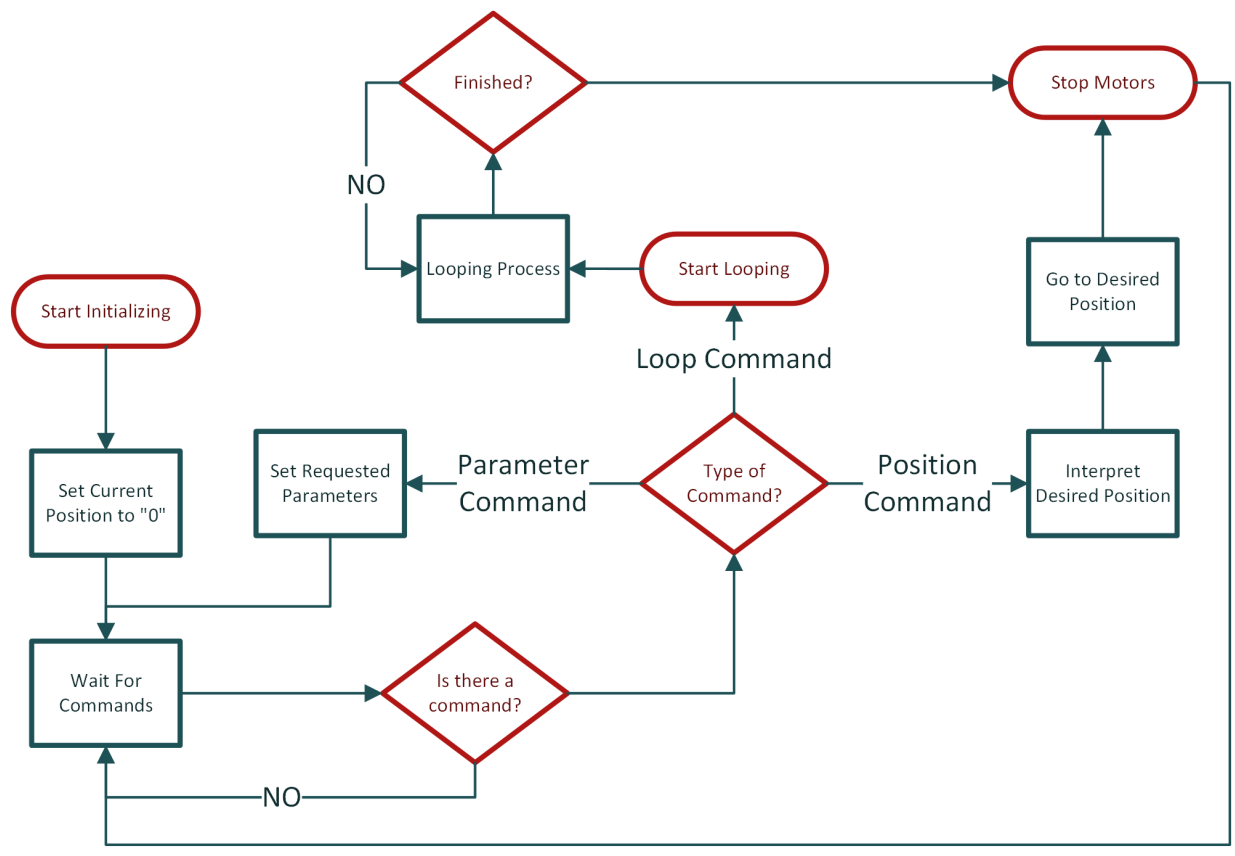 Finished?
Stop Motors
NO
Looping Process
Start Looping
Go to Desired
Position
Start Initializing
Loop Command
Set Current
Position to "0"
Set Requested
Parameters
Parameter
Command
Type of
Command?
Position
Command
Interpret
Desired Position
Wait For
Commands
Is there a
command?
NO